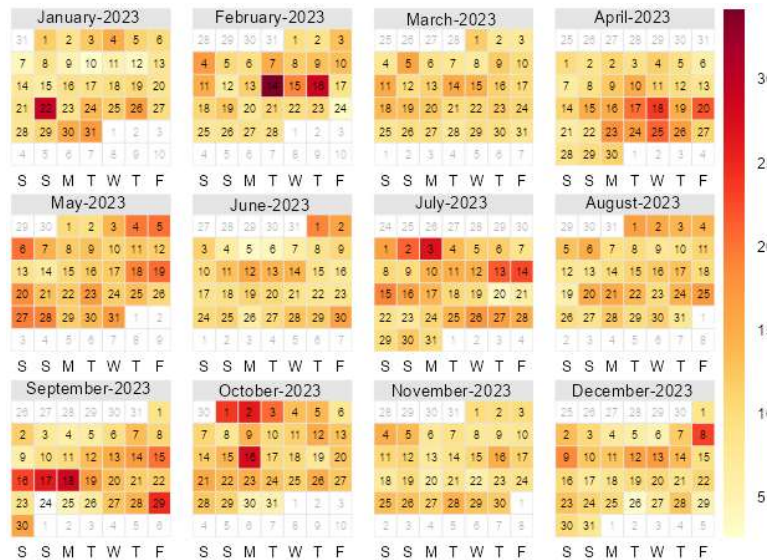 January-2023
31 1 2 3 4 5 6
7 8 9 10 11 12 13
14 15 16 17 18 19 20
21 22 23 24 25 26 27
28 29 30 31 1 2 3
4 5 6 7 8 9 10
S S M T W T F
February-2023
28 29 30 31 1 2 3
4 5 6 7 8 9 10
11 12 13 14 15 16 17
18 19 20 21 22 23 24
25 26 27 28 1 2 3
4 5 6 7 8 9 10
S S M T W T F
March-2023
25 26 27 28 1 2 3
4 5 6 7 8 9 10
11 12 13 14 15 16 17
18 19 20 21 22 23 24
25 26 27 28 29 30 31
1 2 3 4 5 6 7
S S M T W T F
April-2023
25 26 27 28 29 30 31
1 2 3 4 5 6
7 8 9 10 11 12 13
14 15 16 17 18 19 20
21 22 23 24 25 26 27
28 29 30 1 2 3 4
S S M T W T F
May-2023
29 30 1 2 3 4 5
6 7 8 9 10 11 12
13 14 15 16 17 18 19
20 21 22 23 24 25 26
27 28 29 30 31 1 2
3 4 5 6 7 8 9
S S M T W T F
June-2023
27 28 29 30 31 1 2
3 4 5 6 7 8 9
10 11 12 13 14 15 16
17 18 19 20 21 22 23
24 25 26 27 28 29 30
1 2 3 4 5 6 7
S S M T W T F
July-2023
24 25 26 27 28 29 30
1 2 3 4 5 6 7
8 9 10 11 12 13 14
15 16 17 18 19 20 21
22 23 24 25 26 27 28
29 30 31 1 2 3 4
S S M T W T F
August-2023
29 30 31 1 2 3 4
5 6 7 8 9 10 11
12 13 14 15 16 17 18
19 20 21 22 23 24 25
26 27 28 29 30 31 1
2 3 4 5 6 7 8
S S M T W T F
September-2023
26 27 28 29 30 31 1
2 3 4 5 6 7 8
9 10 11 12 13 14 15
16 17 18 19 20 21 22
23 24 25 26 27 28 29
30 1 2 3 4 5 6
S S M T W T F
October-2023
30 1 2 3 4 5 6
7 8 9 10 11 12 13
14 15 16 17 18 19 20
21 22 23 24 25 26 27
28 29 30 31 1 2 3
4 5 6 7 8 9 10
S S M T W T F
November-2023
28 29 30 31 1 2 3
4 5 6 7 8 9 10
11 12 13 14 15 16 17
18 19 20 21 22 23 24
25 26 27 28 29 30 1
2 3 4 5 6 7 8
S S M T W T F
December-2023
25 26 27 28 29 30 1
2 3 4 5 6 7 8
9 10 11 12 13 14 15
16 17 18 19 20 21 22
23 24 25 26 27 28 29
30 31 1 2 3 4 5
S S M T W T F